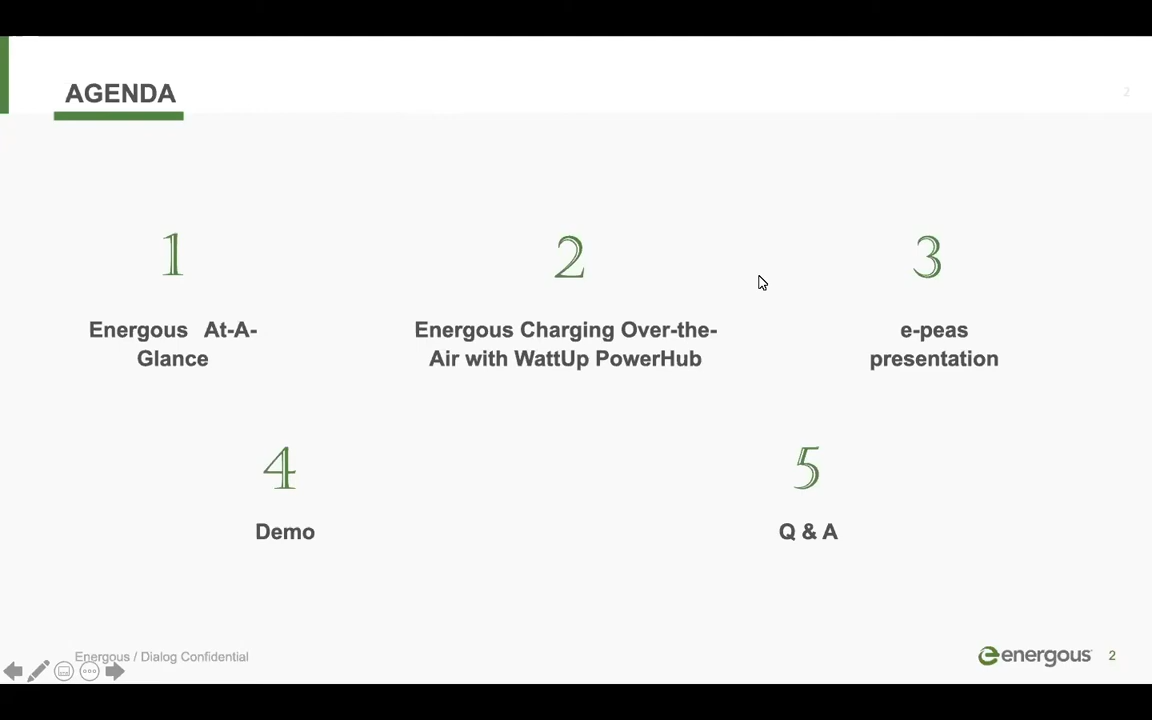 AGENDA
2
1
2
3
Energous At-A-
Glance
Energous Charging Over-the-
Air with WattUp PowerHub
e-peas
presentation
4
5
Demo
Q & A
Energous / Dialog Confidential
energous
2